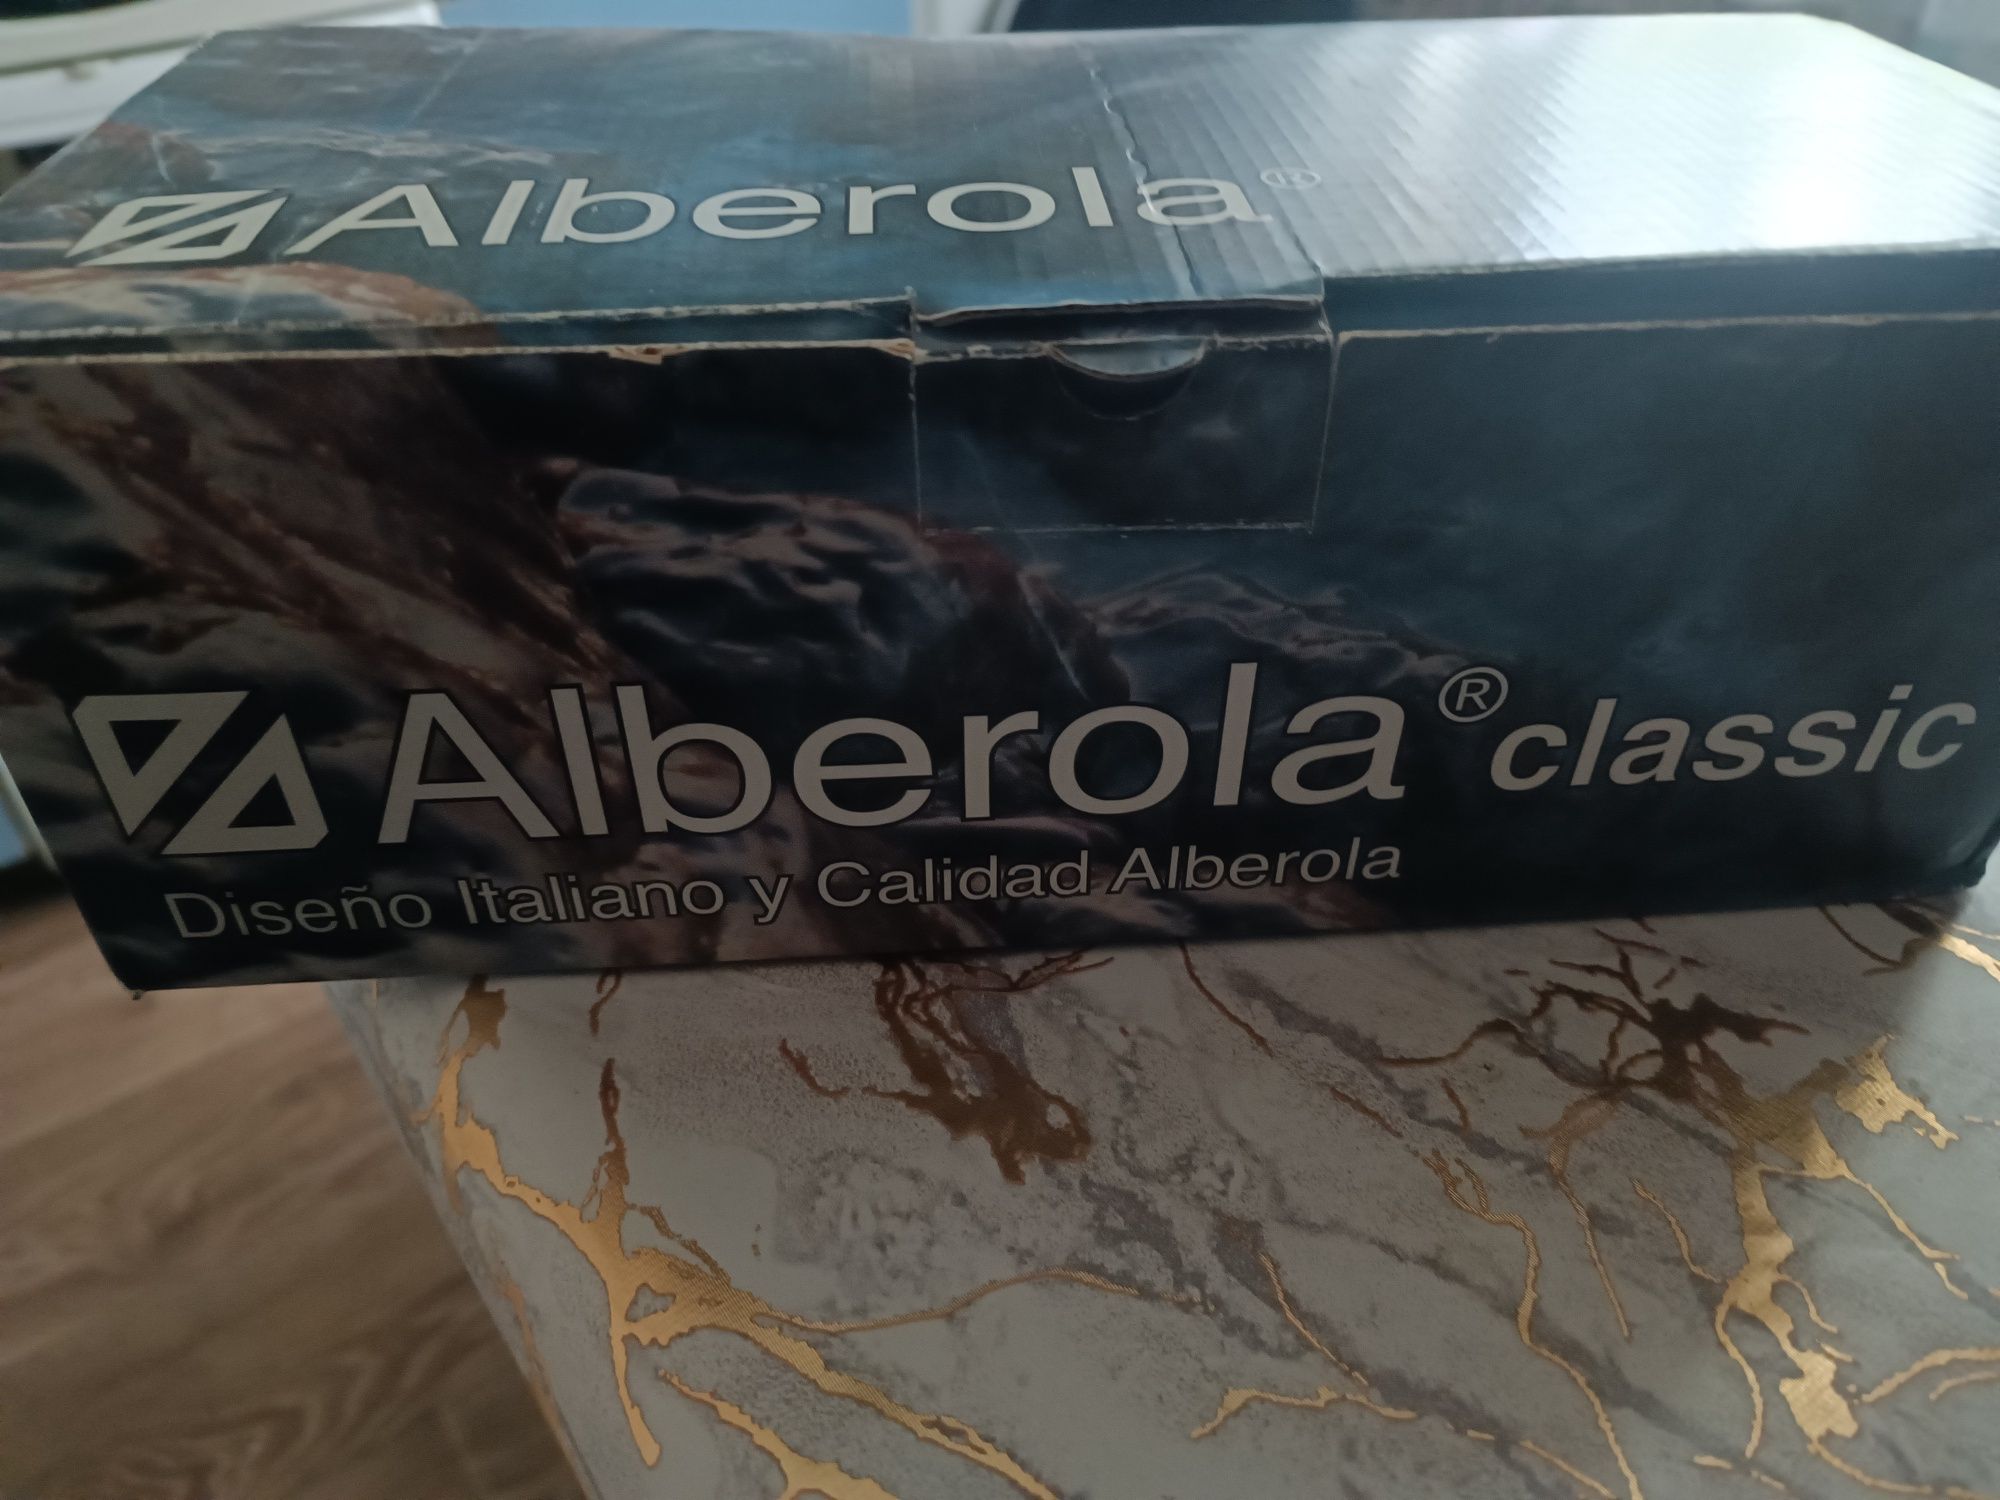 Alberola®
Alberola® classic
Diseño Italiano y Calidad Alberola